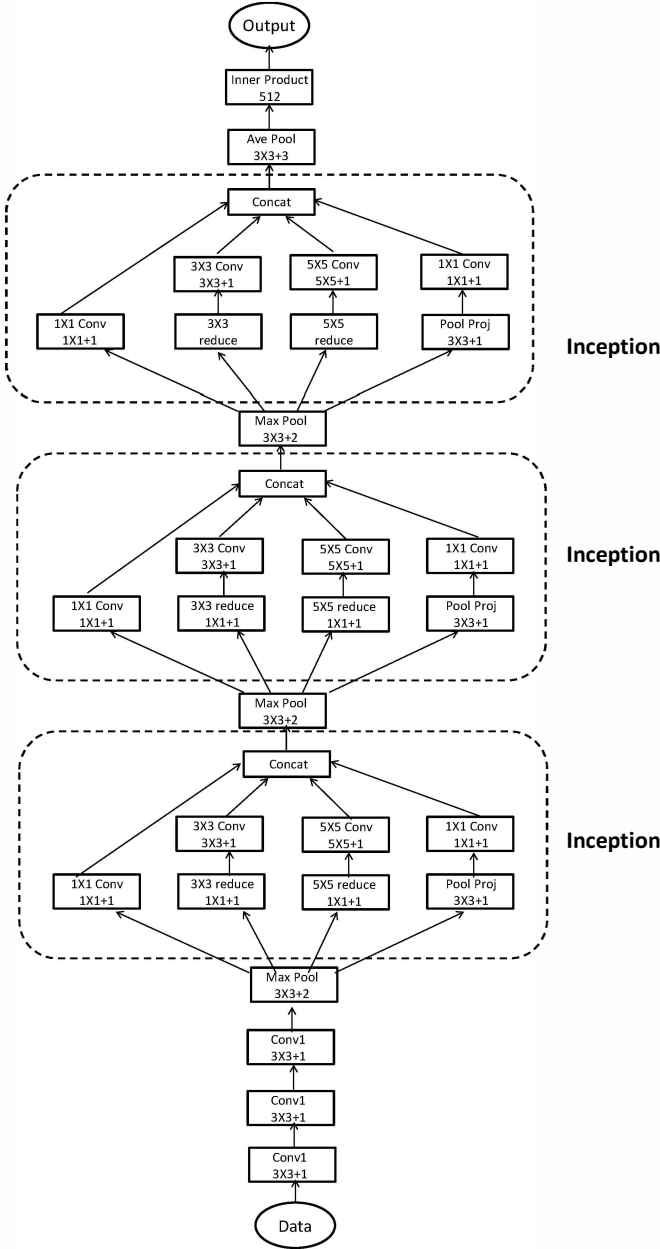 Output
Inner Product
512
Ave Pool
3X3+3
Concat
3X3 Conv
3X3+1
5X5 Conv
5X5+1
1X1 Conv
1X1+1
1X1 Conv
1X1+1
3X3
reduce
5X5
reduce
Pool Proj
3X3+1
Inception
Max Pool
3X3+2
Concat
3X3 Conv
3X3+1
5X5 Conv
5X5+1
1X1 Conv
1X1+1
Inception
1X1 Conv
1X1+1
3X3 reduce
1X1+1
5X5 reduce
1X1+1
Pool Proj
3X3+1
Max Pool
3X3+2
Concat
3X3 Conv
3X3+1
5X5 Conv
5X5+1
1X1 Conv
1X1+1
Inception
1X1 Conv
1X1+1
3X3 reduce
1X1+1
5X5 reduce
1X1+1
Pool Proj
3X3+1
Max Pool
3X3+2
Conv1
3X3+1
Conv1
3X3+1
Conv1
3X3+1
Data